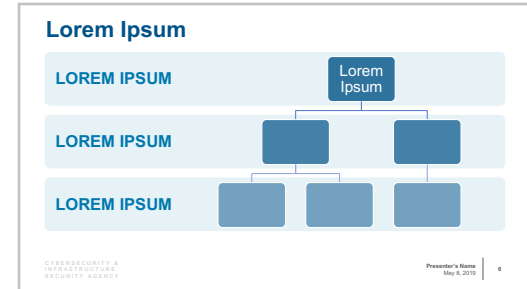 Lorem Ipsum
LOREM IPSUM
Lorem
Ipsum
LOREM IPSUM
LOREM IPSUM
CYBERSECURITY &
INFRASTRUCTURE
SECURITY AGENCY
Presenter's Name
May 8, 2019
6